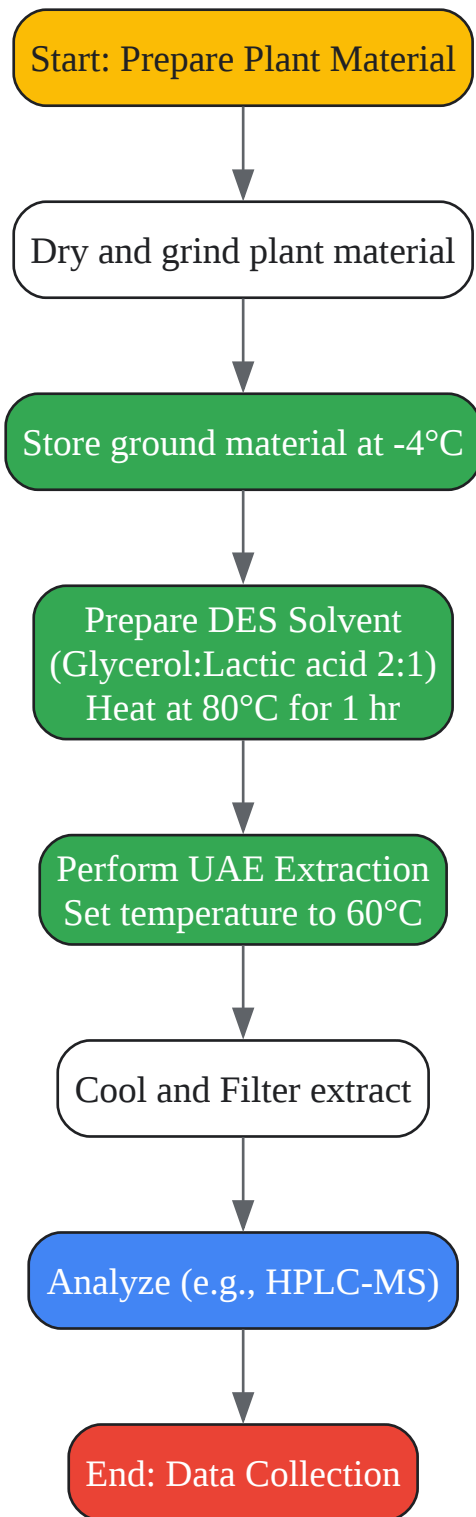 Start: Prepare Plant Material
Dry and grind plant material
Store ground material at -4°C
Prepare DES Solvent
(Glycerol:Lactic acid 2:1)
Heat at 80°C for 1 hr
Perform UAE Extraction
Set temperature to 60°C
Cool and Filter extract
Analyze (e.g., HPLC-MS)
End: Data Collection